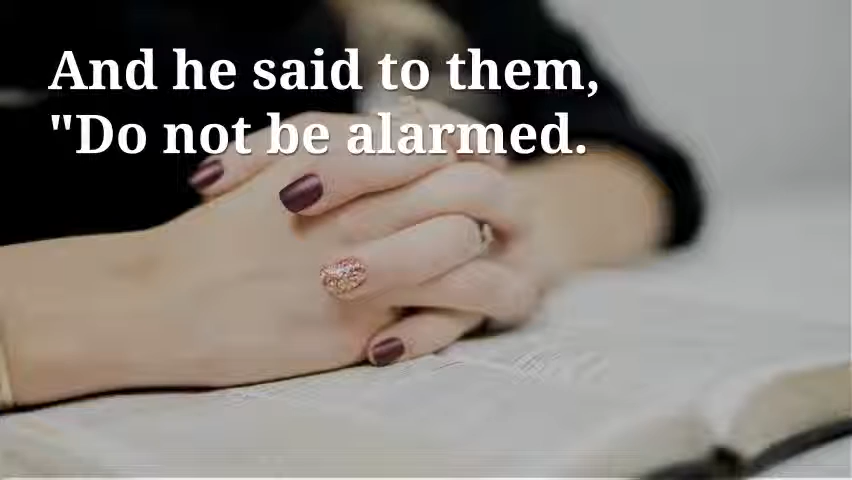 And he said to them,
"Do not be alarmed.